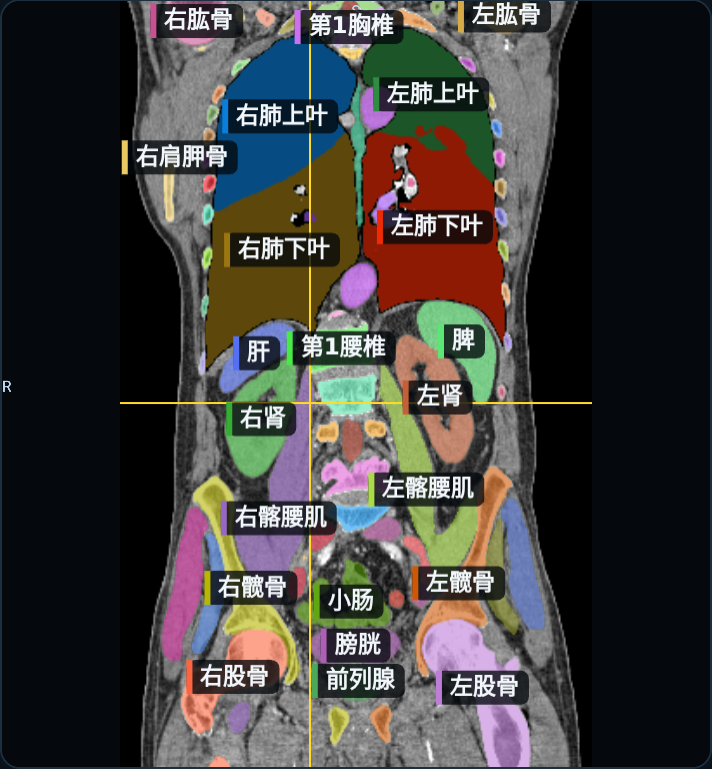 右肱骨
第1胸椎
左肱骨
右肺上叶
左肺上叶
右肩胛骨
右肺下叶
左肺下叶
肝
第1腰椎
脾
R
右肾
左肾
右髂腰肌
左髂腰肌
右髋骨
小肠
左髋骨
膀胱
右股骨
前列腺
左股骨